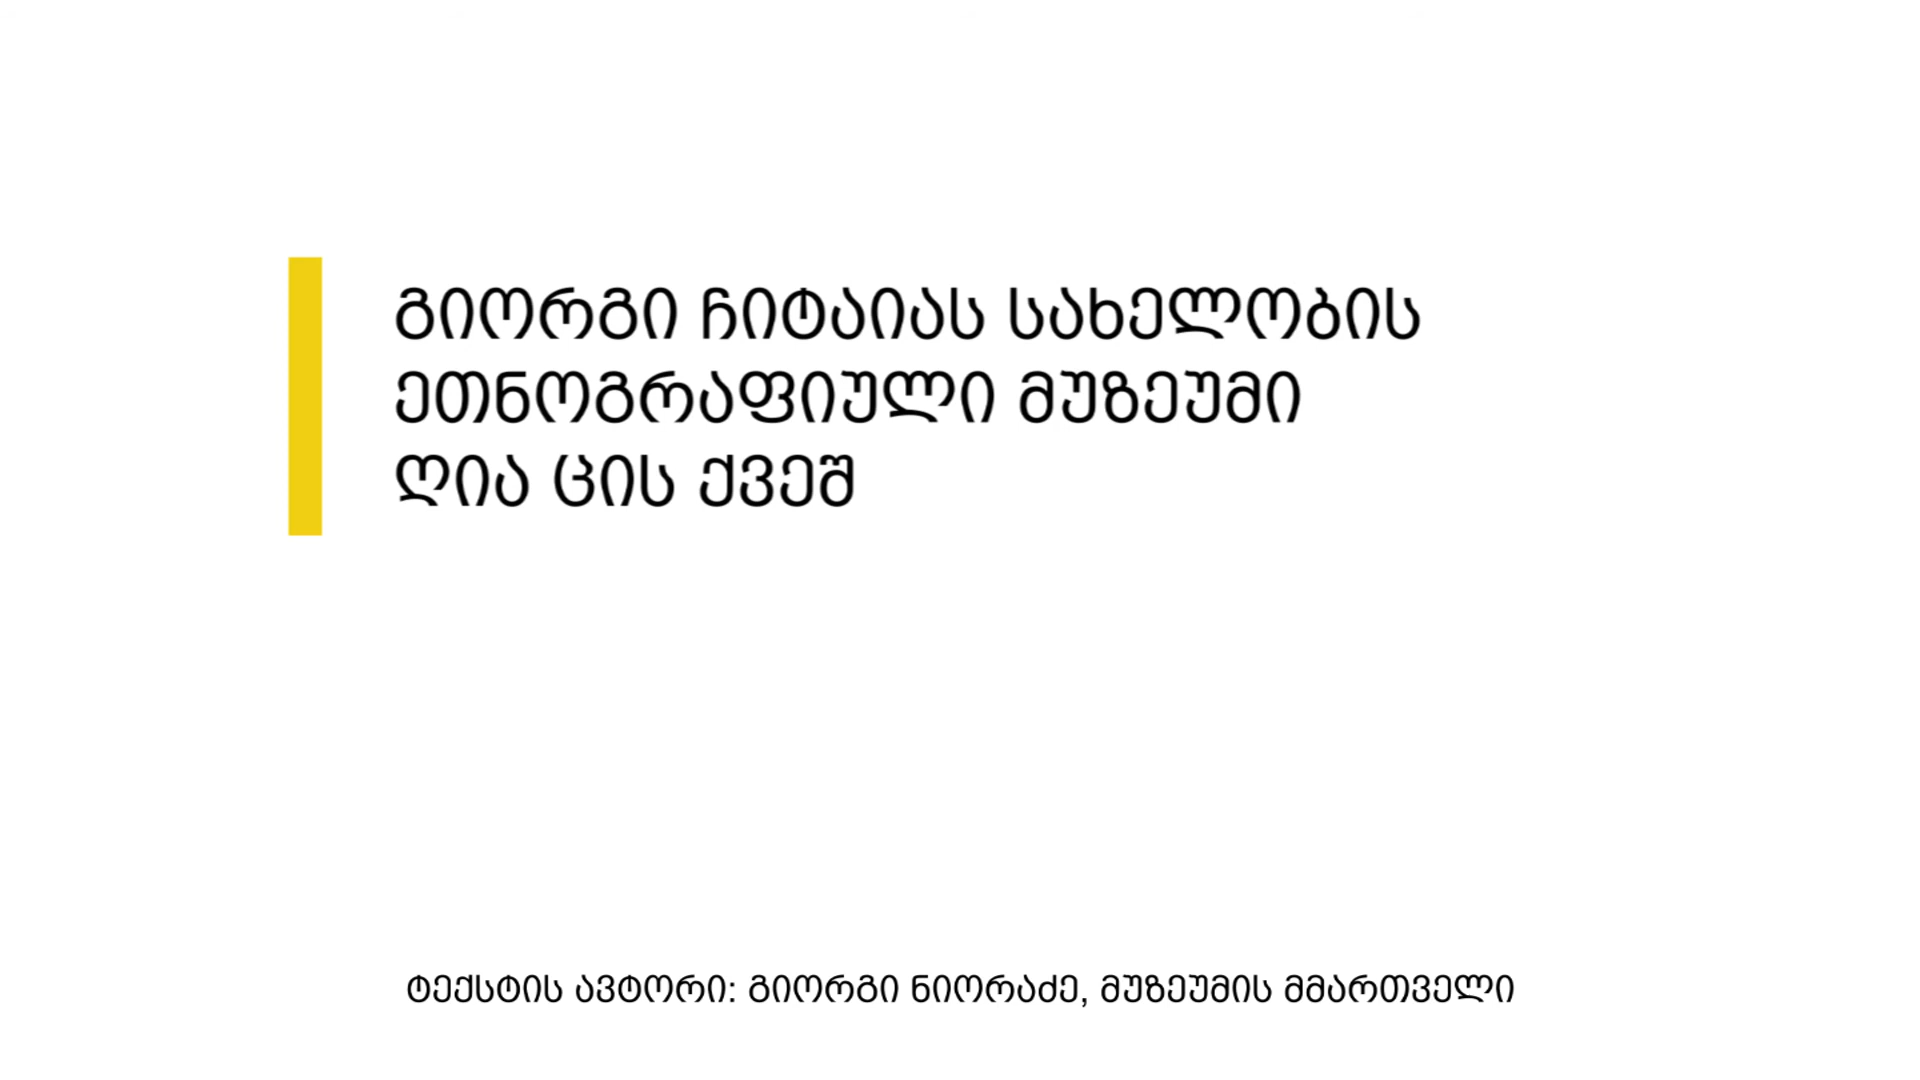 გიორგი ჩიტაიას სახელობის
ეთნოგრაფიული მუზეუმი
ღია ცის ქვეშ
ტექსტის ავტორი: გიორგი ნიორაძე, მუზეუმის მმართველი